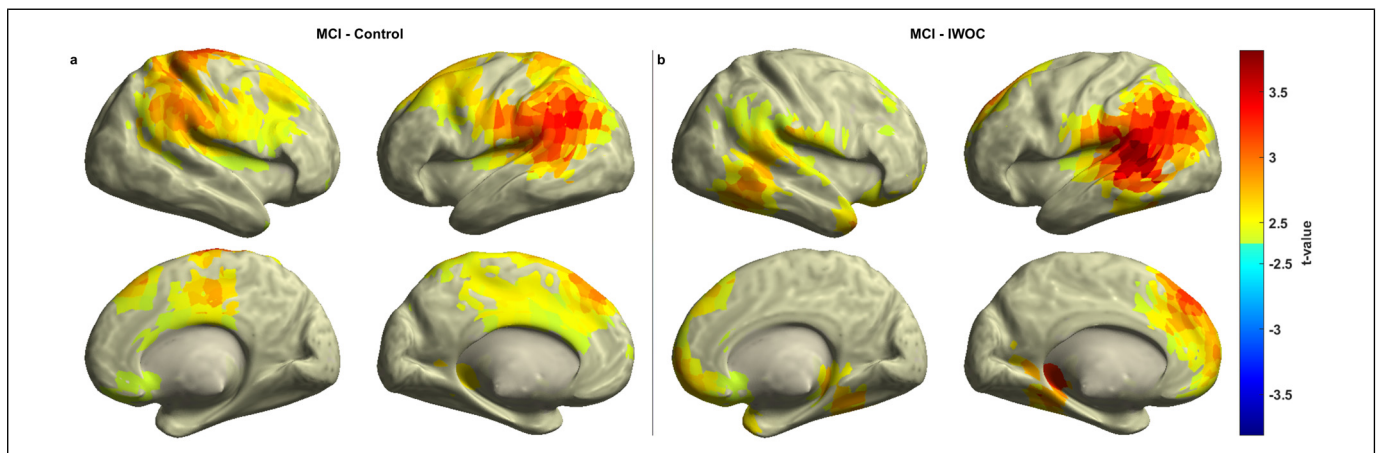 MCI - Control
MCI - IWOC
a
b
3.5
3
2.5
-2.5
-3
-3.5
t-value